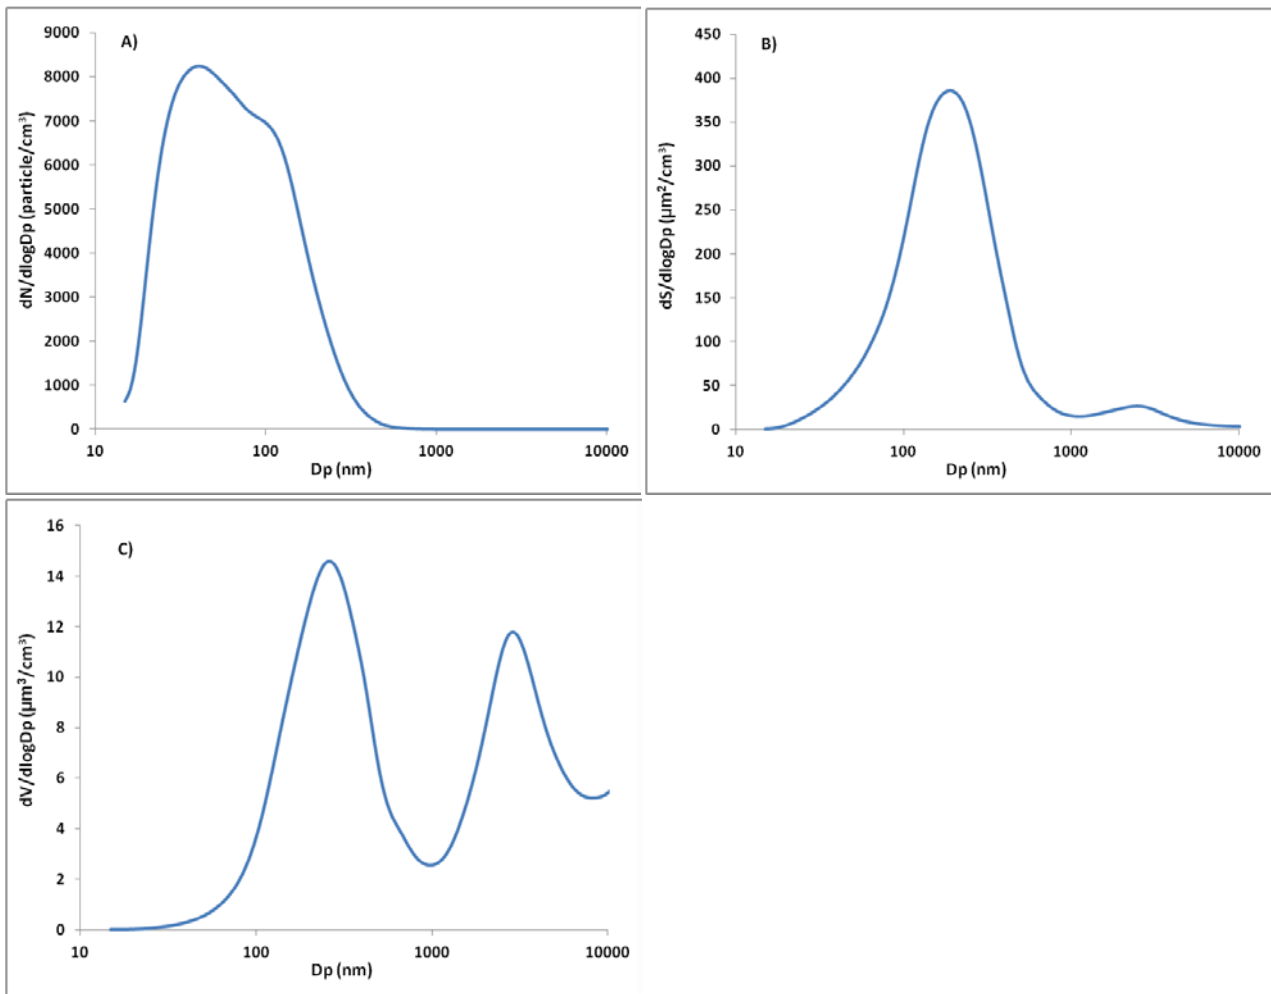 A)
dN/dlogDp (particle/cm³)
9000
8000
7000
6000
5000
4000
3000
2000
1000
0
10 100 1000 10000
Dp (nm)
B)
dS/dlogDp (µm²/cm³)
450
400
350
300
250
200
150
100
50
0
10 100 1000 10000
Dp (nm)
C)
dV/dlogDp (µm³/cm³)
16
14
12
10
8
6
4
2
0
10 100 1000 10000
Dp (nm)